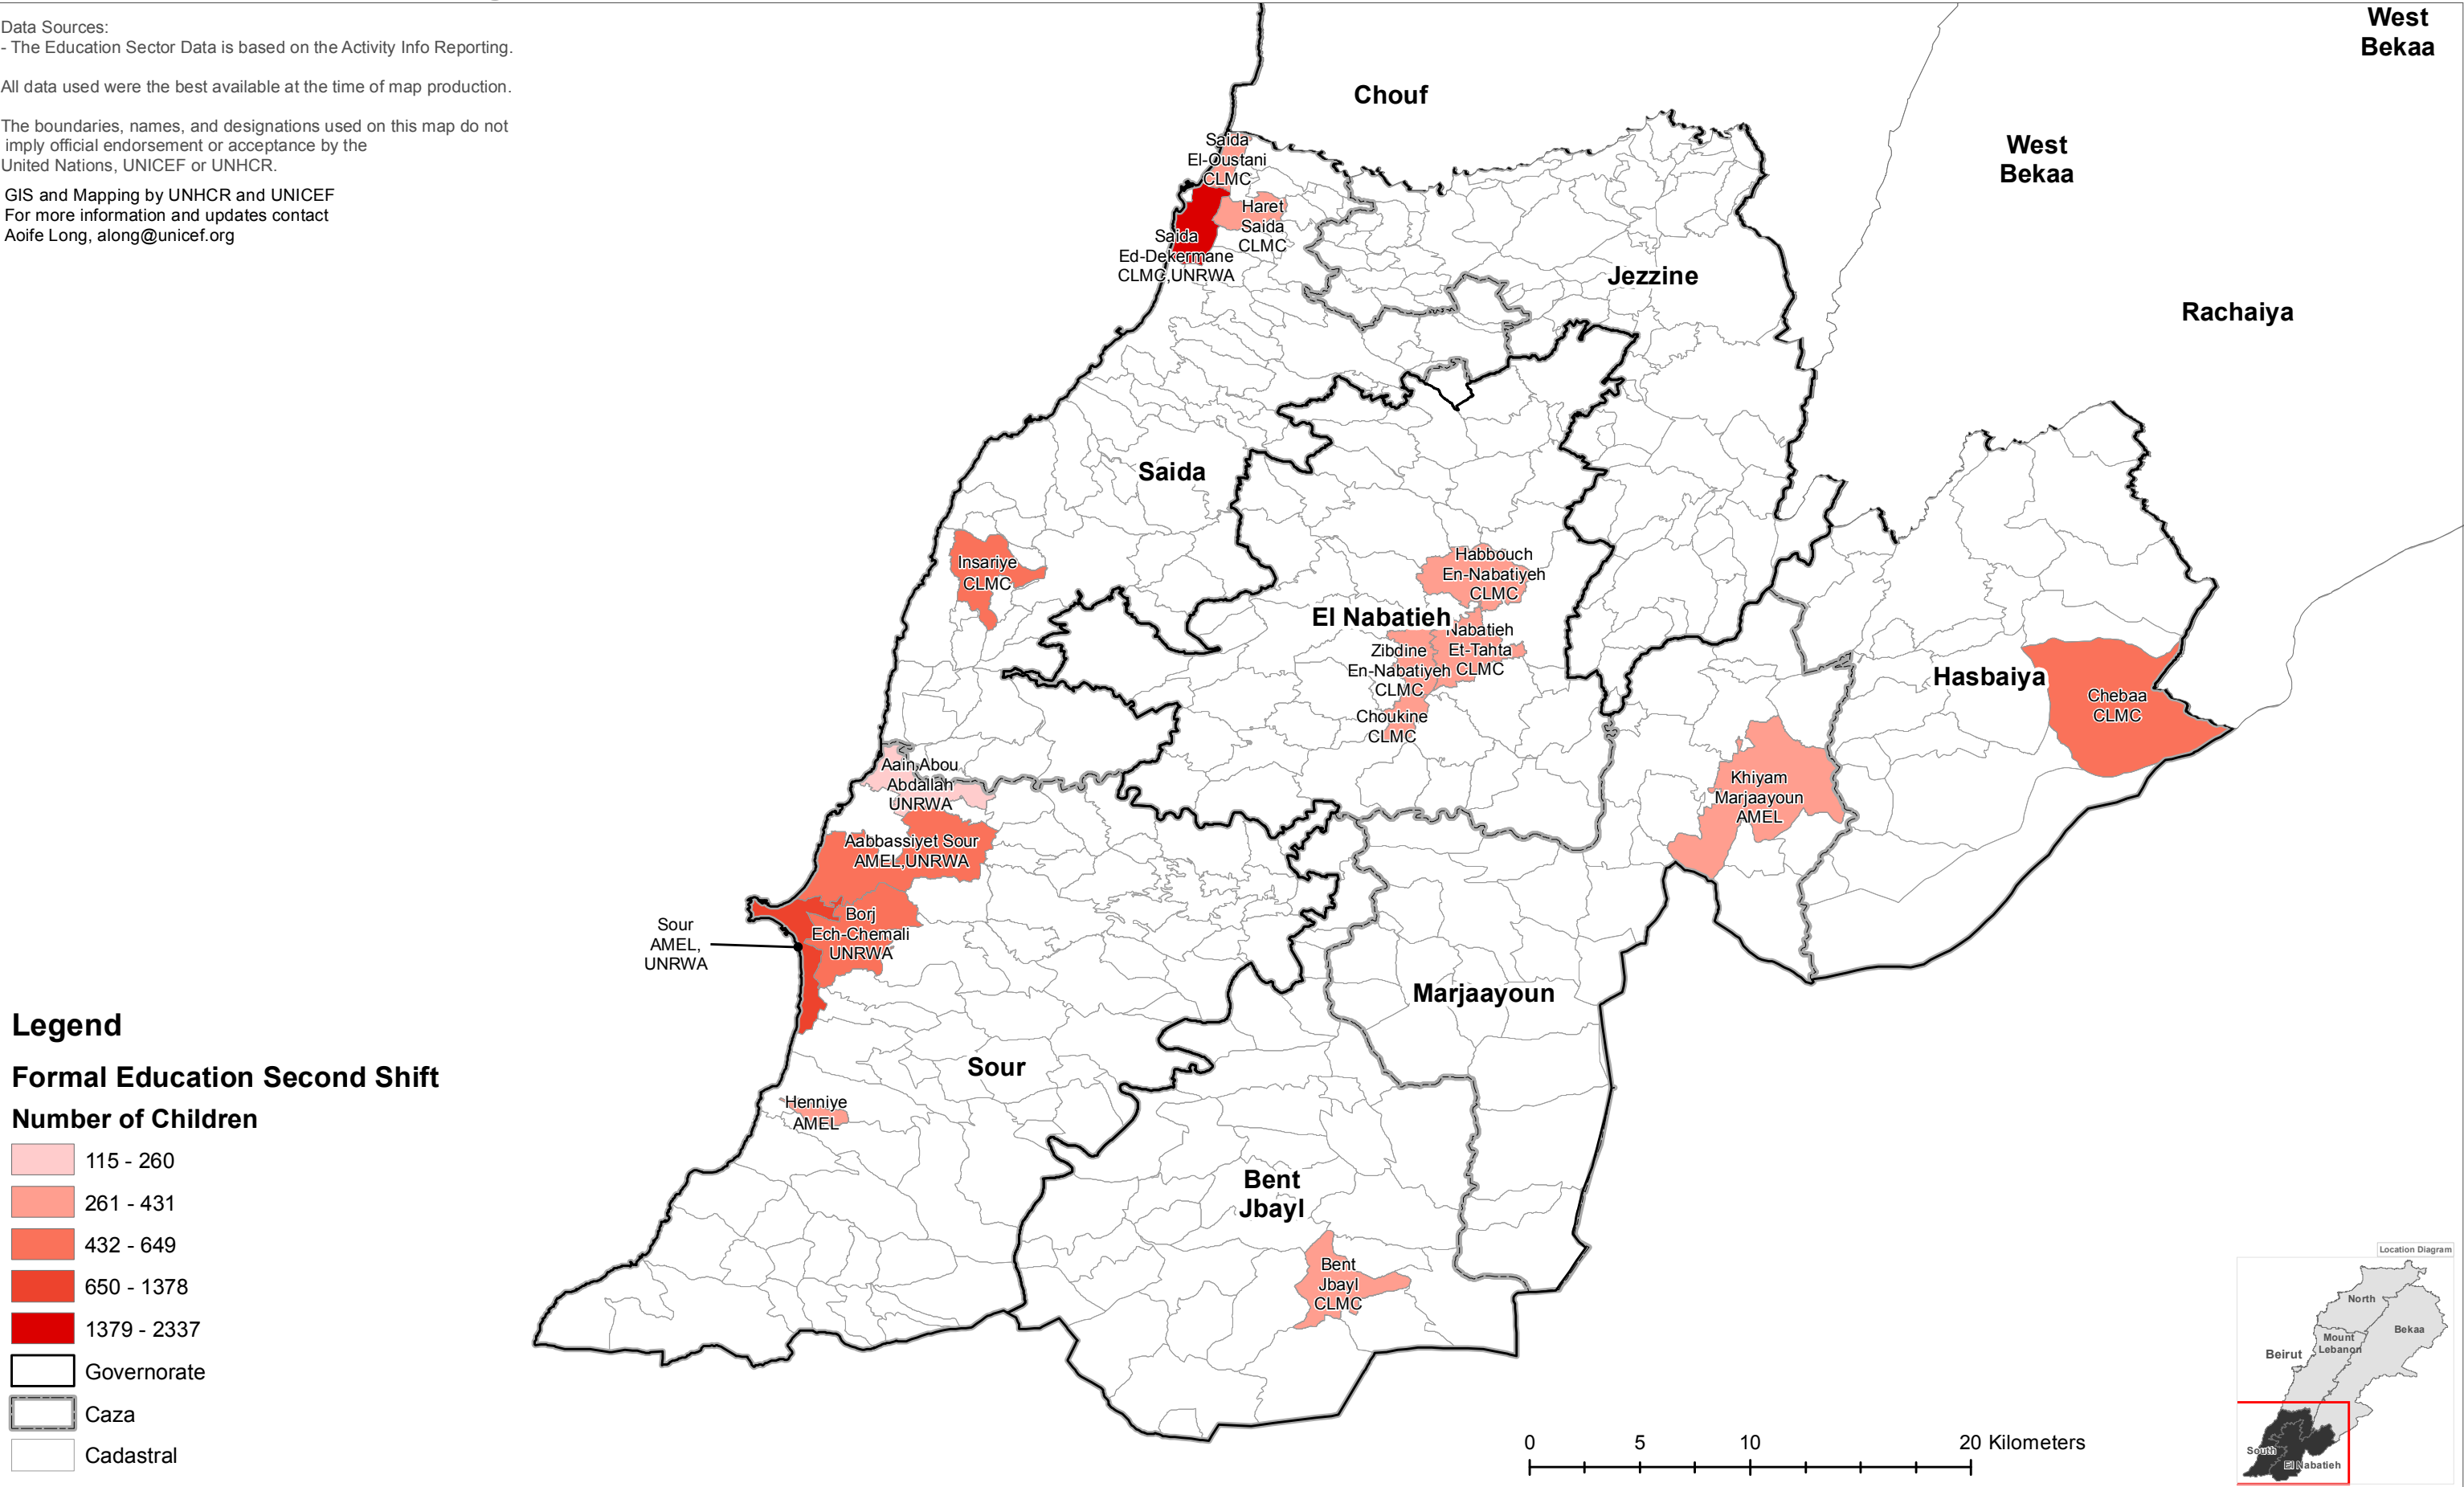 Data Sources:
- The Education Sector Data is based on the Activity Info Reporting.
All data used were the best available at the time of map production.
The boundaries, names, and designations used on this map do not
imply official endorsement or acceptance by the
United Nations, UNICEF or UNHCR.
GIS and Mapping by UNHCR and UNICEF
For more information and updates contact
Aoife Long, along@unicef.org
West
Bekaa
Chouf
West
Bekaa
Saida
El-Oustani
CLMC
Haret
Saida
CLMC
Saida
Ed-Dekermane
CLMC,UNRWA
Jezzine
Rachaiya
Saida
Insariye
CLMC
Habbouch
En-Nabatiyeh
CLMC
El Nabatieh
Nabatieh
Et-Tahta
CLMC
Zibdine
En-Nabatiyeh
CLMC
Choukine
CLMC
Hasbaiya
Chebaa
CLMC
Khiyam
Marjaayoun
AMEL
Aain Abou
Abdallah
UNRWA
Aabbassiyet Sour
AMEL,UNRWA
Borj
Ech-Chemali
UNRWA
Sour
AMEL,
UNRWA
Marjaayoun
Sour
Henniye
AMEL
Bent
Jbayl
Bent
Jbayl
CLMC
Legend
Formal Education Second Shift
Number of Children
115 - 260
261 - 431
432 - 649
650 - 1378
1379 - 2337
Governorate
Caza
Cadastral
0 5 10 20 Kilometers
Location Diagram
North
Bekaa
Mount
Lebanon
Beirut
South
El Nabatieh